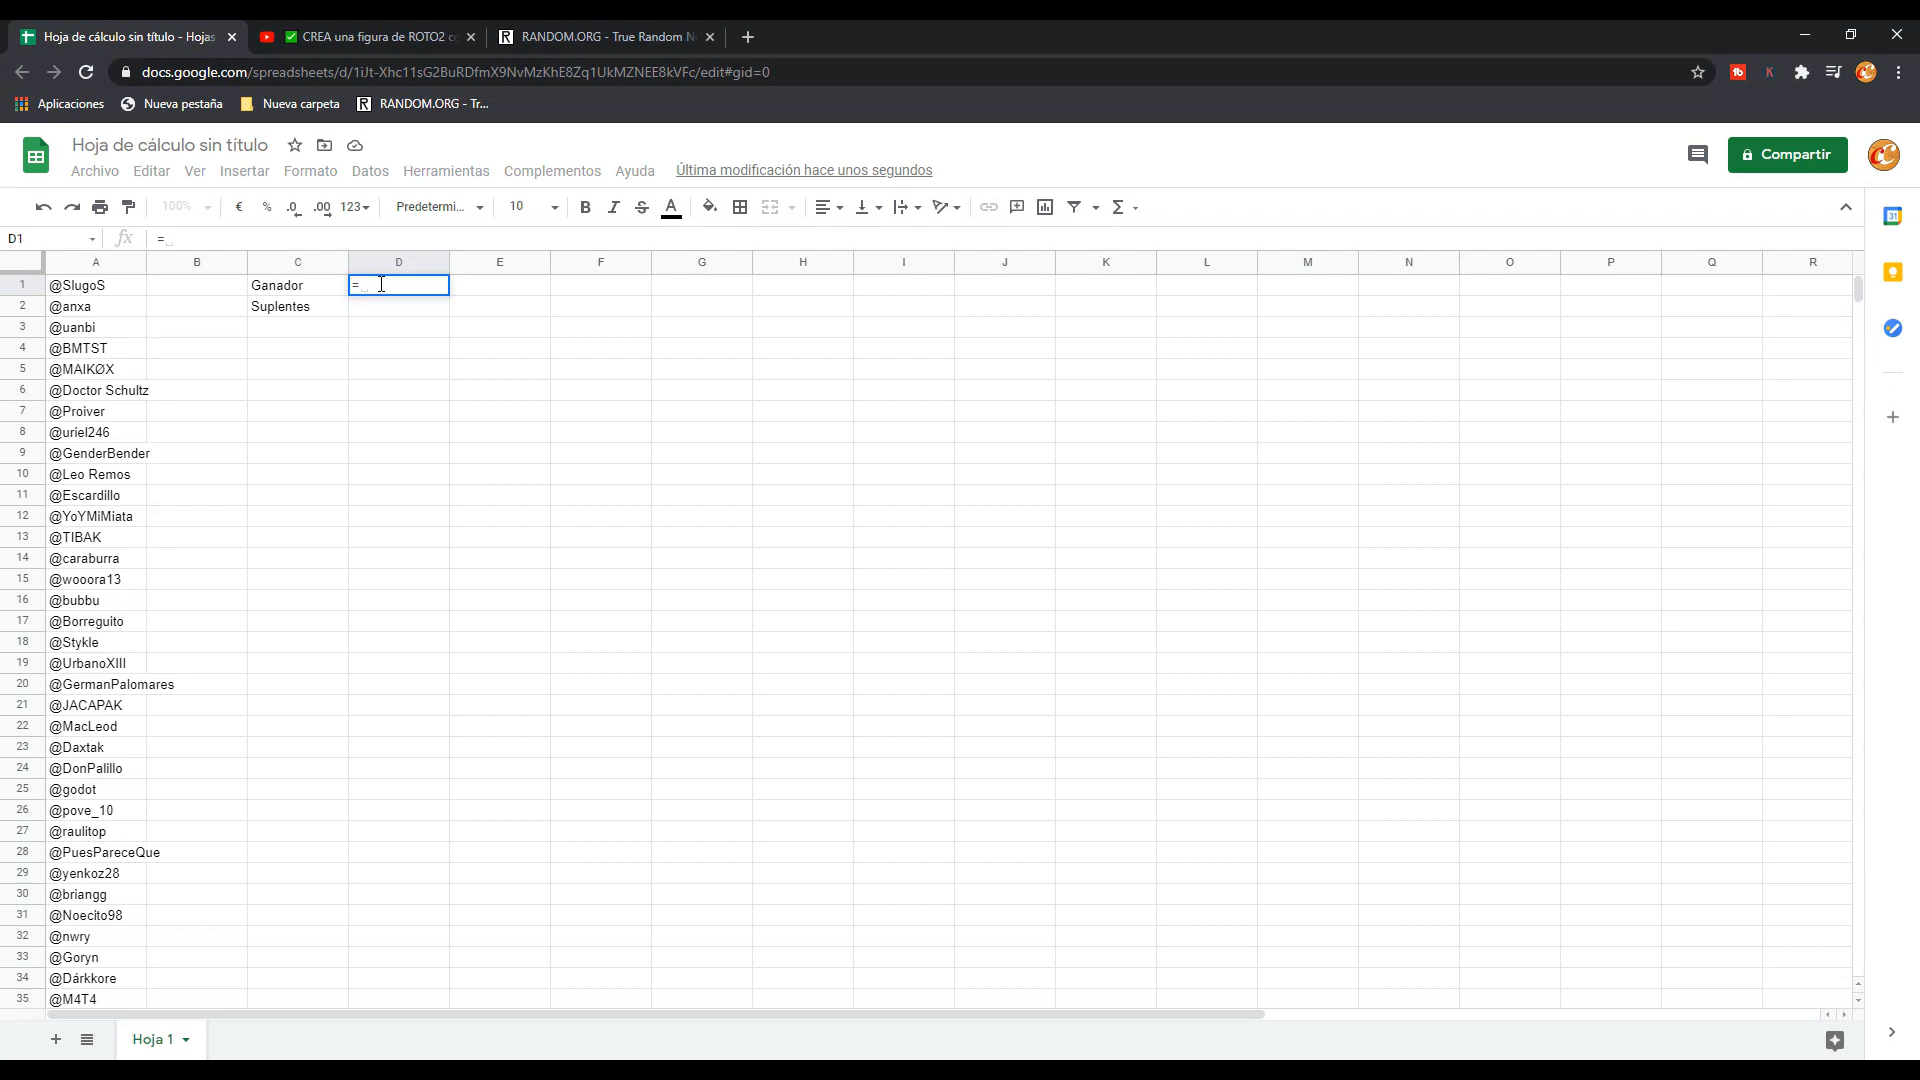 Hoja de cálculo sin título - Hojas
✅ CREA una figura de ROTO2 co
RANDOM.ORG - True Random N
docs.google.com/spreadsheets/d/1iJt-Xhc11sG2BuRDfmX9NvMzKhE8Zq1UkMZNEE8kVFc/edit#gid=0
Aplicaciones Nueva pestaña Nueva carpeta RANDOM.ORG - Tr...
Hoja de cálculo sin título
Archivo Editar Ver Insertar Formato Datos Herramientas Complementos Ayuda Última modificación hace unos segundos
Compartir
100% € % .0 .00 123 Predetermi... 10 B I S A Σ
D1 fx =
A B C D E F G H I J K L M N O P Q R
1 @SlugoS Ganador =
2 @anxa Suplentes
3 @uanbi
4 @BMTST
5 @MAIKØX
6 @Doctor Schultz
7 @Proiver
8 @uriel246
9 @GenderBender
10 @Leo Remos
11 @Escardillo
12 @YoYMiMiata
13 @TIBAK
14 @caraburra
15 @wooora13
16 @bubbu
17 @Borreguito
18 @Stykle
19 @UrbanoXIII
20 @GermanPalomares
21 @JACAPAK
22 @MacLeod
23 @Daxtak
24 @DonPalillo
25 @godot
26 @pove_10
27 @raulitop
28 @PuesPareceQue
29 @yenkoz28
30 @briangg
31 @Noecito98
32 @nwry
33 @Goryn
34 @Dárkkore
35 @M4T4
Hoja 1